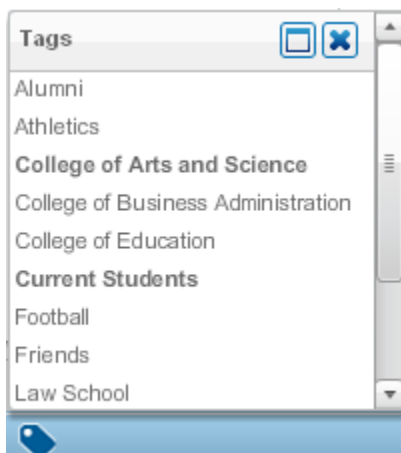 Tags
Alumni
Athletics
College of Arts and Science
College of Business Administration
College of Education
Current Students
Football
Friends
Law School